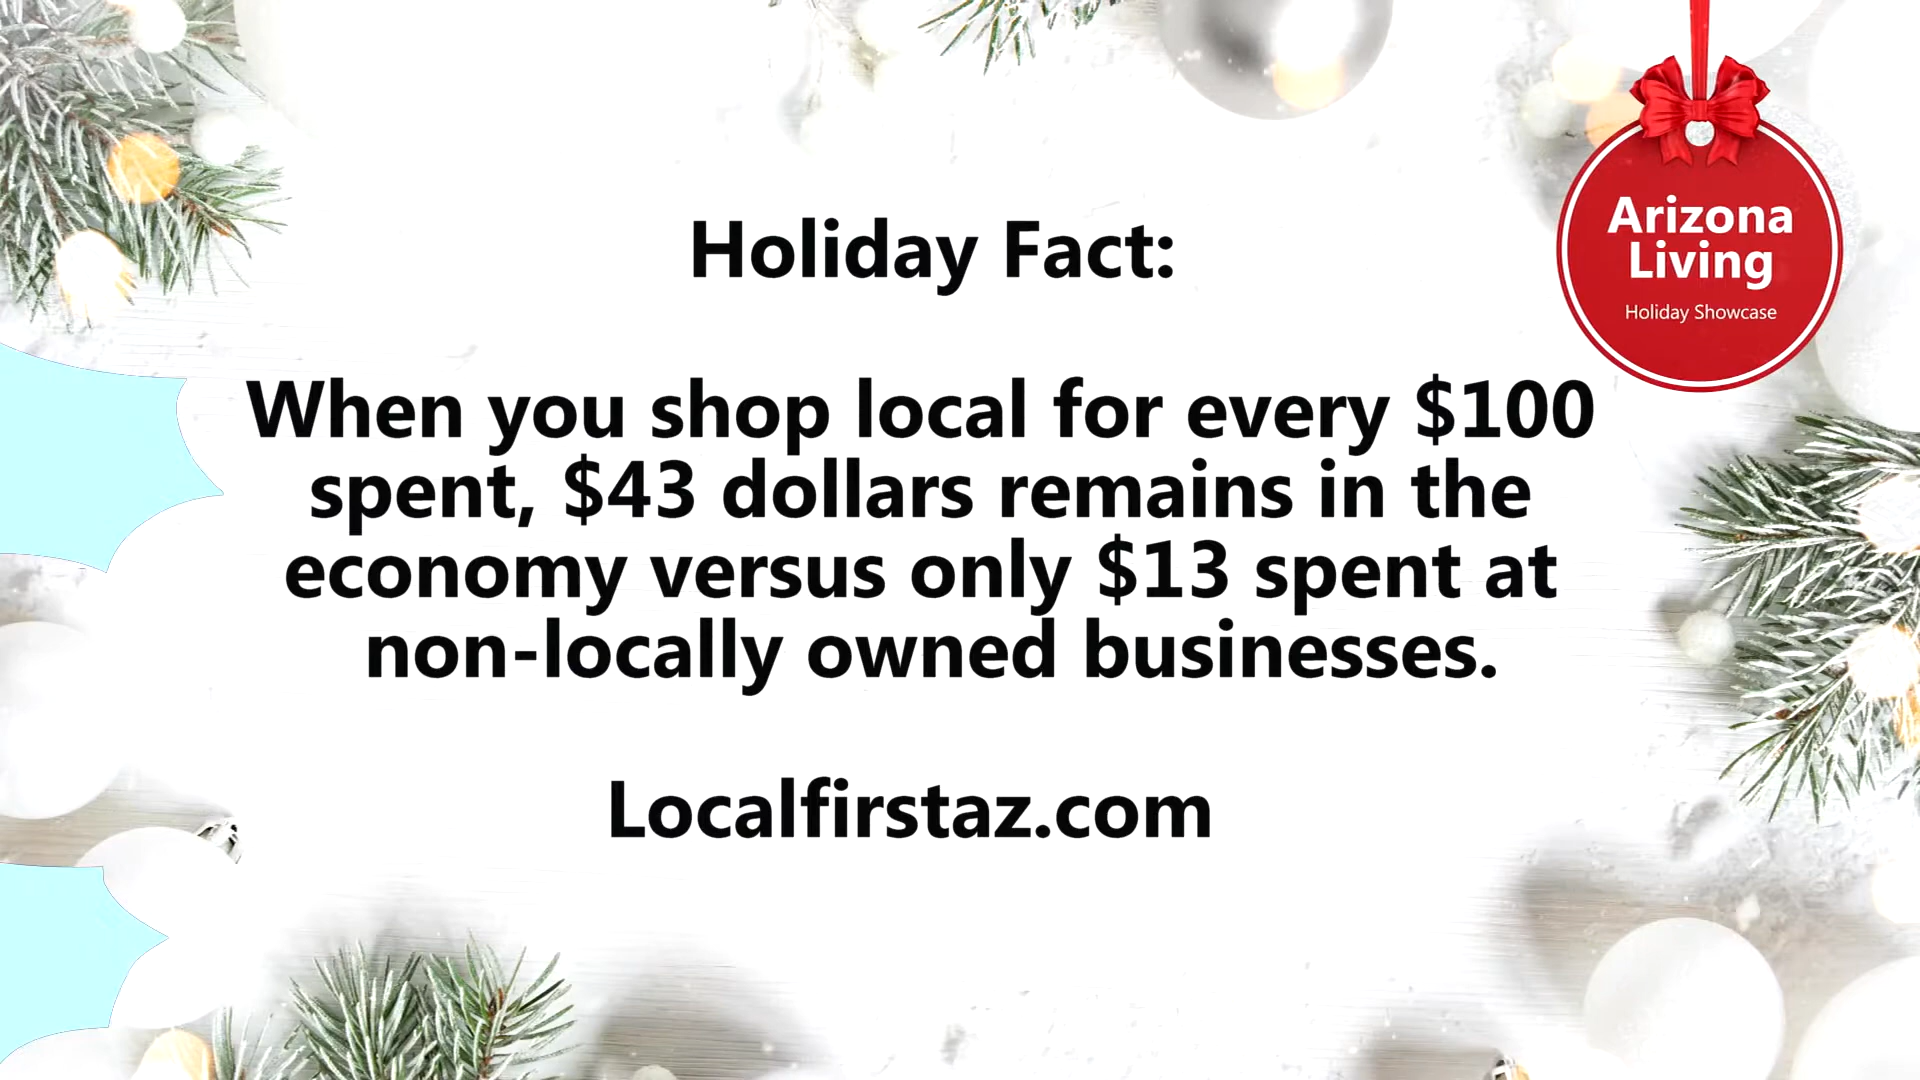 Arizona
Living
Holiday Showcase
Holiday Fact:
When you shop local for every $100
spent, $43 dollars remains in the
economy versus only $13 spent at
non-locally owned businesses.
Localfirstaz.com